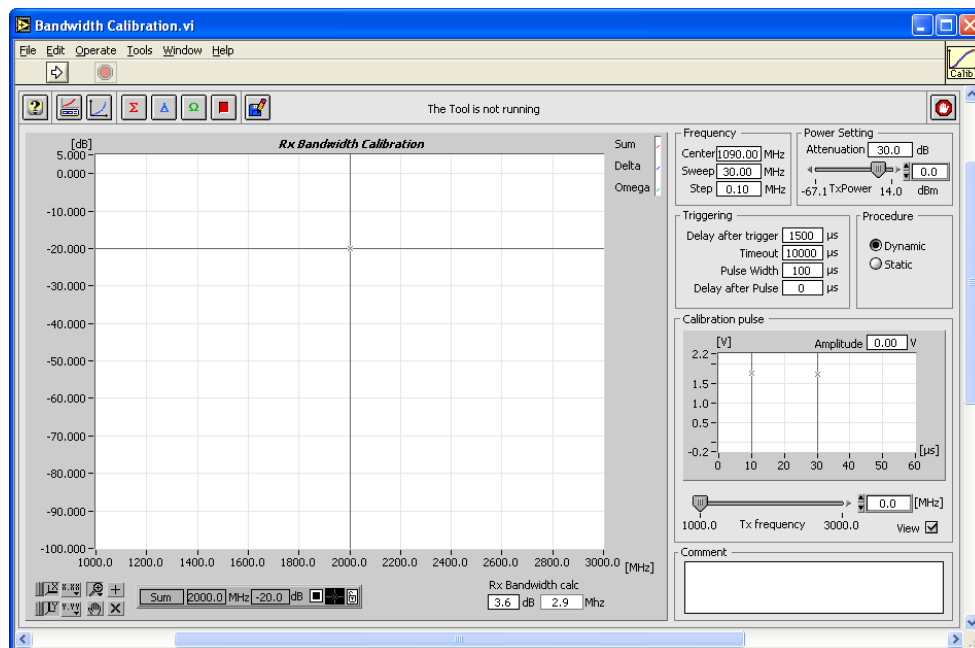 Bandwidth Calibration.vi
File Edit Operate Tools Window Help
Calib
The Tool is not running
[dB] Rx Bandwidth Calibration
Sum
Delta
Omega
5.000
0.000
-10.000
-20.000
-30.000
-40.000
-50.000
-60.000
-70.000
-80.000
-90.000
-100.000
1000.0 1200.0 1400.0 1600.0 1800.0 2000.0 2200.0 2400.0 2600.0 2800.0 3000.0 [MHz]
Sum 2000.0 MHz -20.0 dB
Rx Bandwidth calc
3.6 dB 2.9 Mhz
Frequency
Center 1090.00 MHz
Sweep 30.00 MHz
Step 0.10 MHz
Power Setting
Attenuation 30.0 dB
0.0
-67.1 TxPower 14.0 dBm
Triggering
Delay after trigger 1500 µs
Timeout 10000 µs
Pulse Width 100 µs
Delay after Pulse 0 µs
Procedure
Dynamic
Static
Calibration pulse
[V] Amplitude 0.00 V
2.2
1.5
1.0
0.5
-0.2
[µs]
0 10 20 30 40 50 60
0.0 [MHz]
1000.0 Tx frequency 3000.0
View
Comment